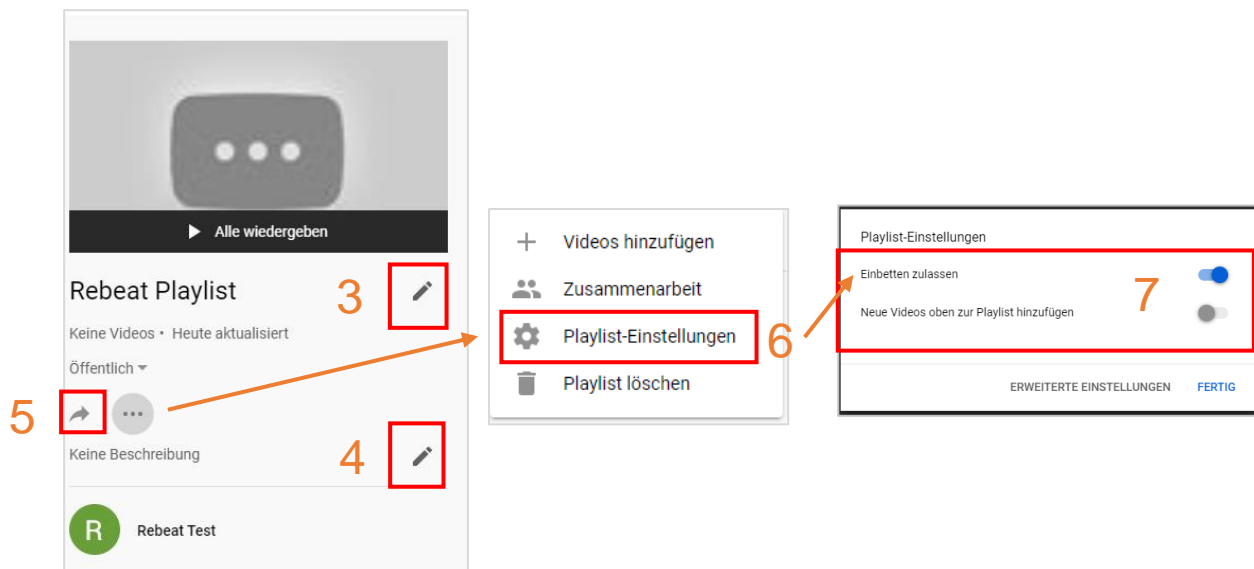 Alle wiedergeben
Rebeat Playlist
3
Keine Videos • Heute aktualisiert
Öffentlich
5
Keine Beschreibung
4
R
Rebeat Test
Videos hinzufügen
Zusammenarbeit
Playlist-Einstellungen
6
Playlist löschen
Playlist-Einstellungen
Einbetten zulassen
7
Neue Videos oben zur Playlist hinzufügen
ERWEITERTE EINSTELLUNGEN FERTIG